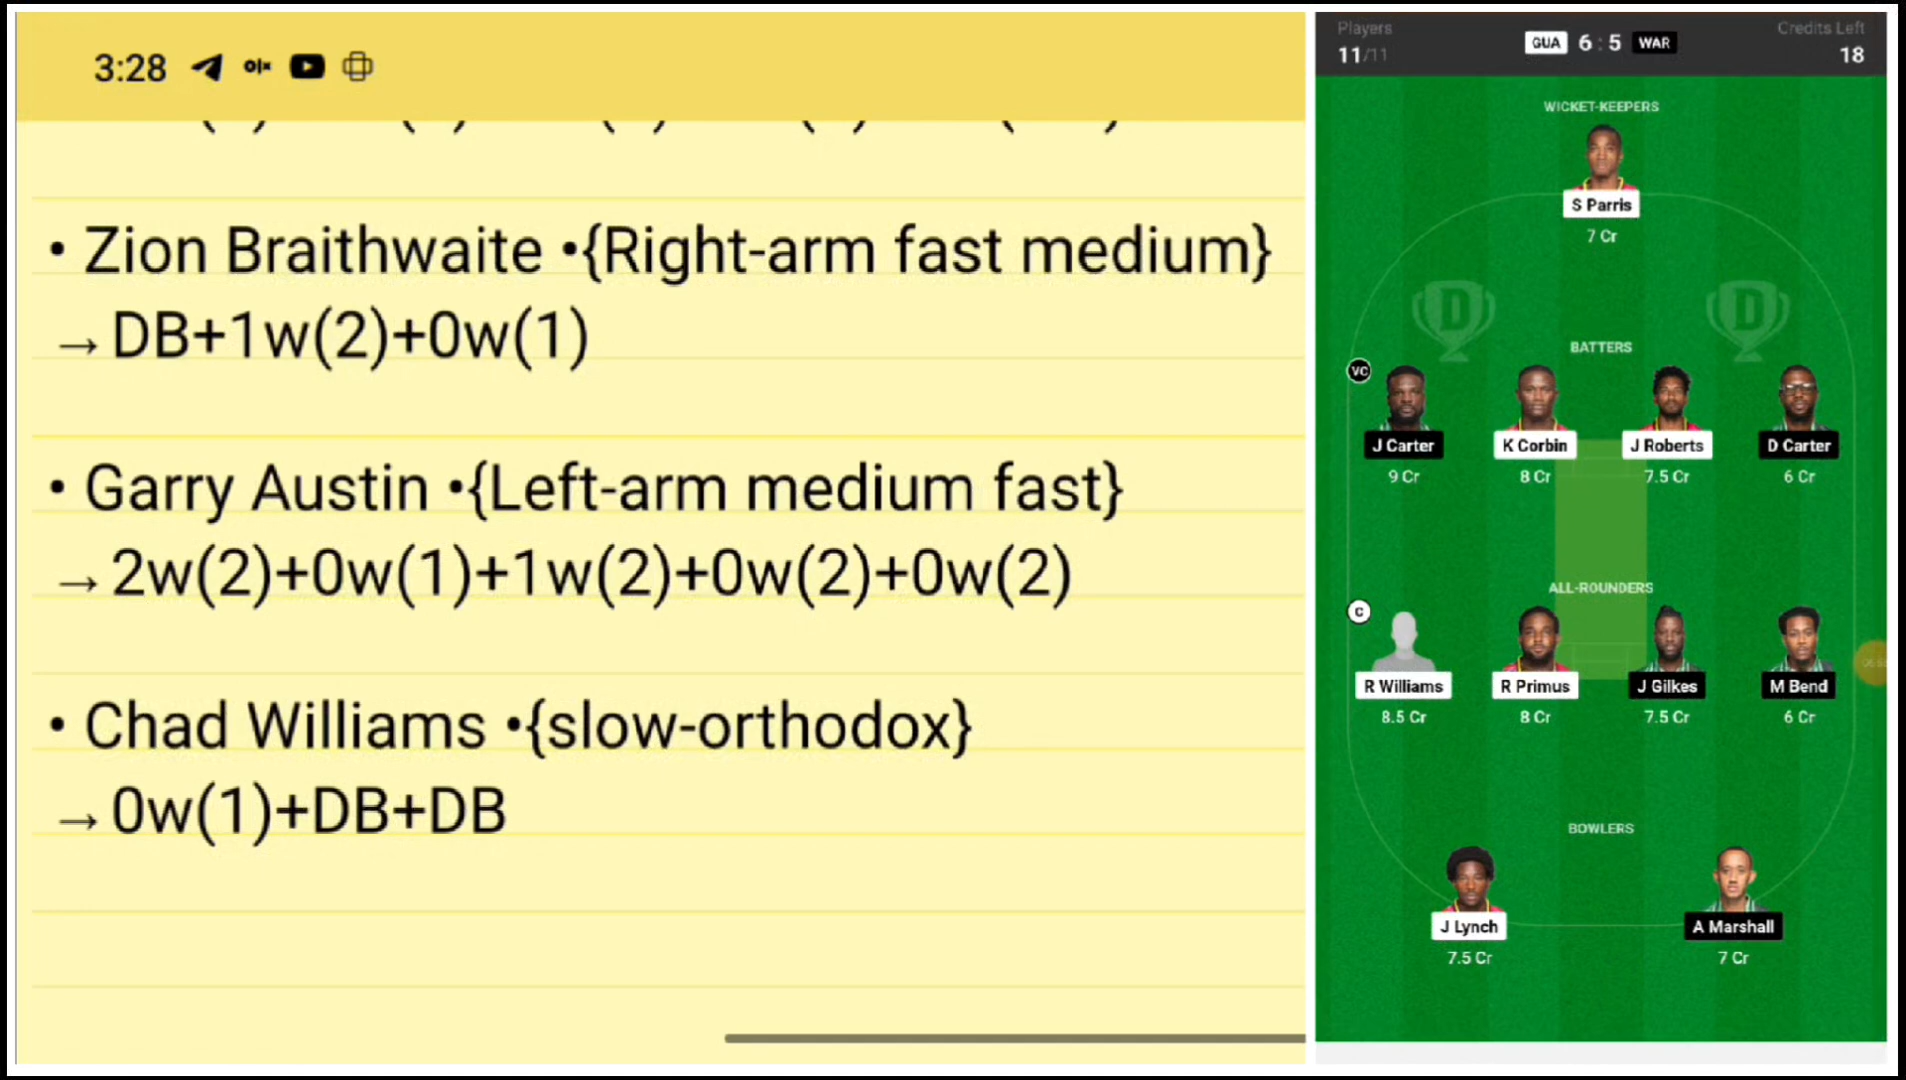 3:28
• Zion Braithwaite •{Right-arm fast medium}
→ DB+1w(2)+0w(1)
• Garry Austin •{Left-arm medium fast}
→ 2w(2)+0w(1)+1w(2)+0w(2)+0w(2)
• Chad Williams •{slow-orthodox}
→ 0w(1)+DB+DB
Players
11/11
GUA 6 : 5 WAR
Credits Left
18
WICKET-KEEPERS
S Parris
7 Cr
BATTERS
VC
J Carter K Corbin J Roberts D Carter
9 Cr 8 Cr 7.5 Cr 6 Cr
ALL-ROUNDERS
C
R Williams R Primus J Gilkes M Bend
8.5 Cr 8 Cr 7.5 Cr 6 Cr
BOWLERS
J Lynch A Marshall
7.5 Cr 7 Cr